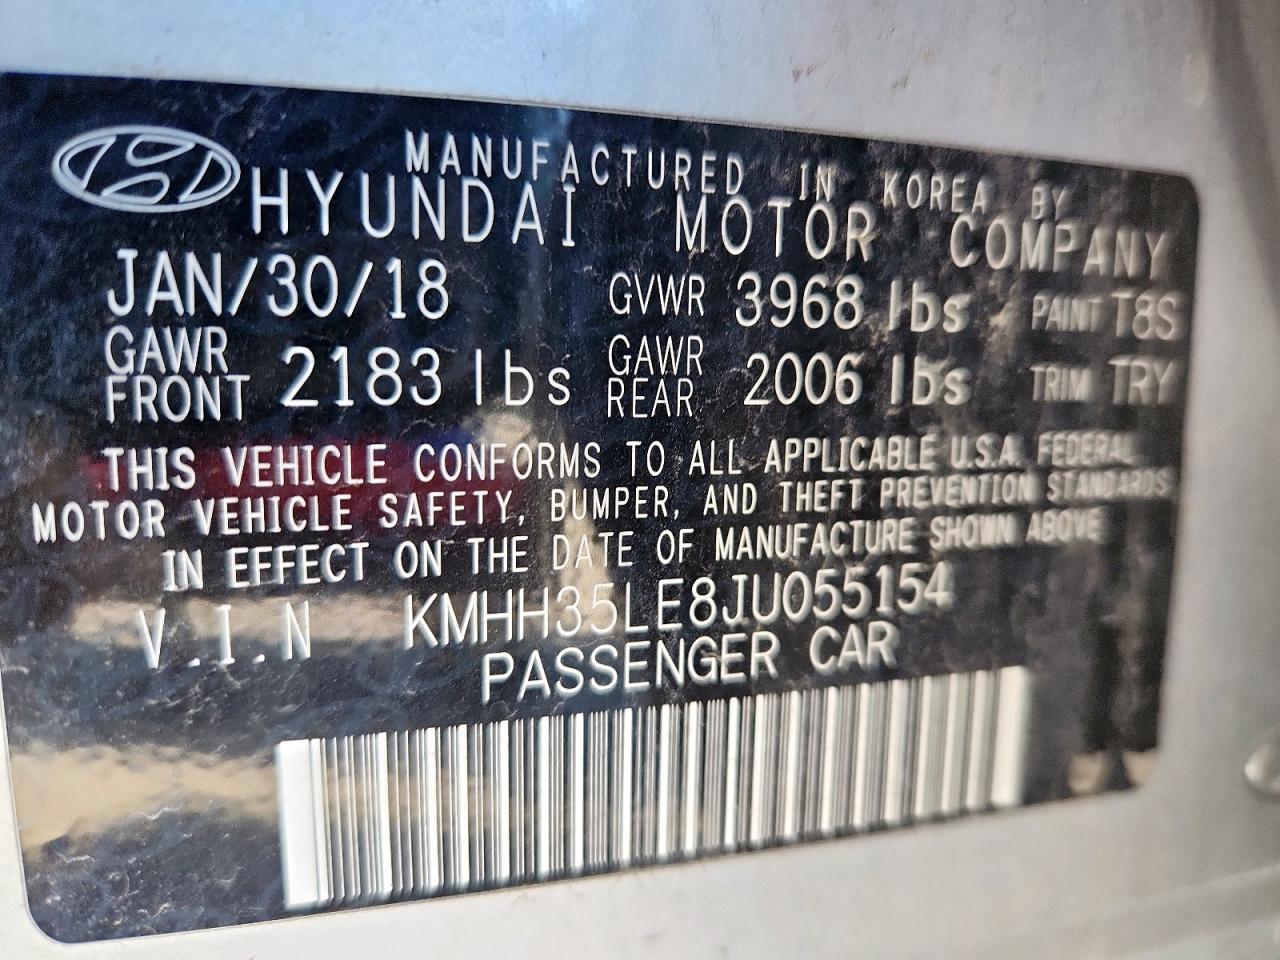 MANUFACTURED IN KOREA BY
HYUNDAI MOTOR COMPANY
JAN/30/18 GVWR 3968 lbs PAINT T8S
GAWR FRONT 2183 lbs GAWR REAR 2006 lbs TRIM TRY
THIS VEHICLE CONFORMS TO ALL APPLICABLE U.S.A. FEDERAL
MOTOR VEHICLE SAFETY, BUMPER, AND THEFT PREVENTION STANDARDS
IN EFFECT ON THE DATE OF MANUFACTURE SHOWN ABOVE
V.I.N KMHH35LE8JU055154
PASSENGER CAR